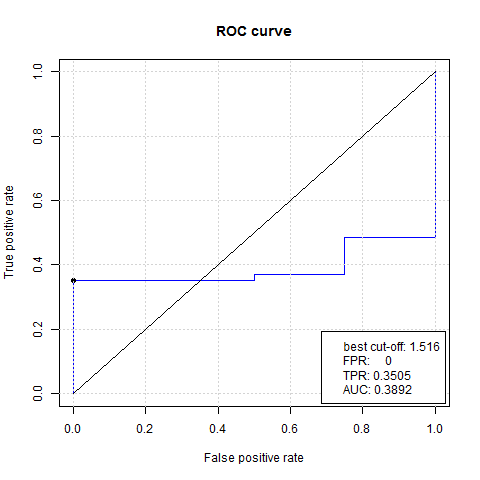 ROC curve
True positive rate
1.0
0.8
0.6
0.4
0.2
0.0
best cut-off: 1.516
FPR: 0
TPR: 0.3505
AUC: 0.3892
0.0 0.2 0.4 0.6 0.8 1.0
False positive rate